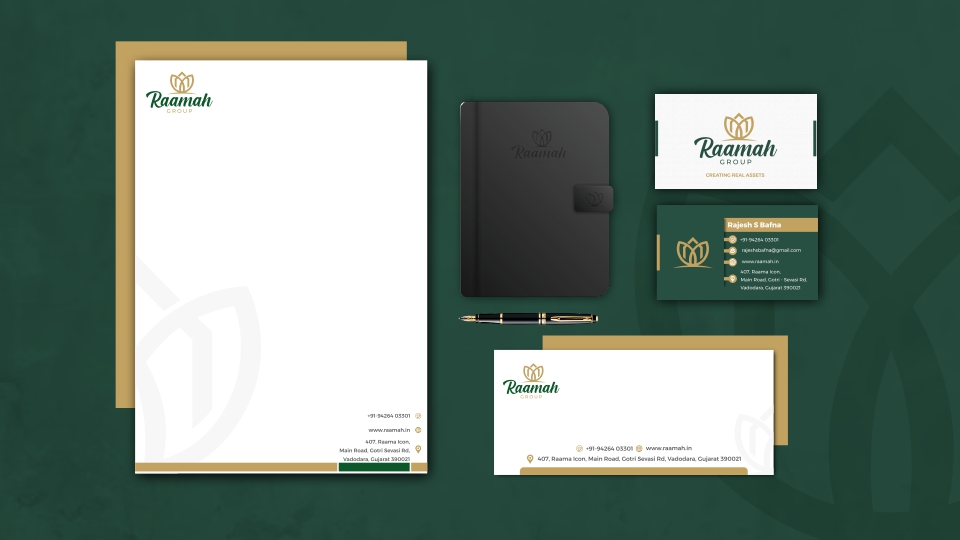 Raamah
GROUP
+91-94264 03301
www.raamah.in
407, Raama Icon,
Main Road, Gotri Sevasi Rd,
Vadodara, Gujarat 390021
Raamah
Raamah
GROUP
CREATING REAL ASSETS
Rajesh S Bafna
+91-94264 03301
rajeshsbafna@gmail.com
www.raamah.in
407, Raama Icon,
Main Road, Gotri - Sevasi Rd,
Vadodara, Gujarat 390021
Raamah
GROUP
+91-94264 03301 www.raamah.in
407, Raama Icon, Main Road, Gotri Sevasi Rd, Vadodara, Gujarat 390021